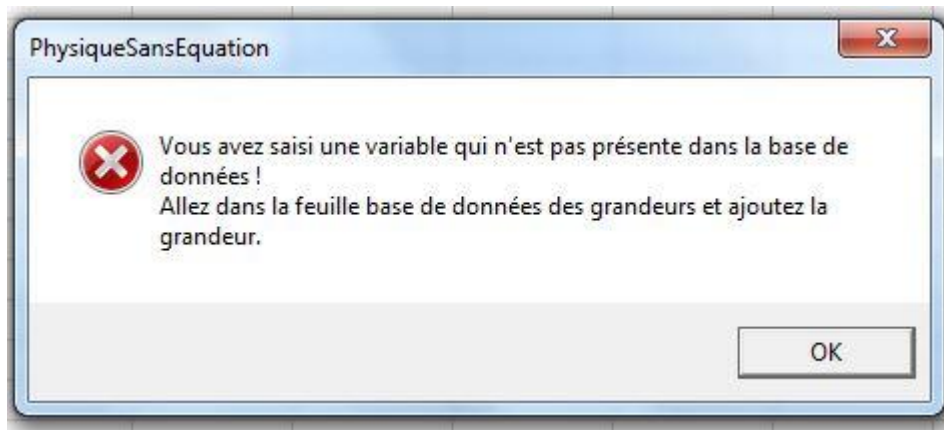 PhysiqueSansEquation
Vous avez saisi une variable qui n'est pas présente dans la base de
données !
Allez dans la feuille base de données des grandeurs et ajoutez la
grandeur.
OK